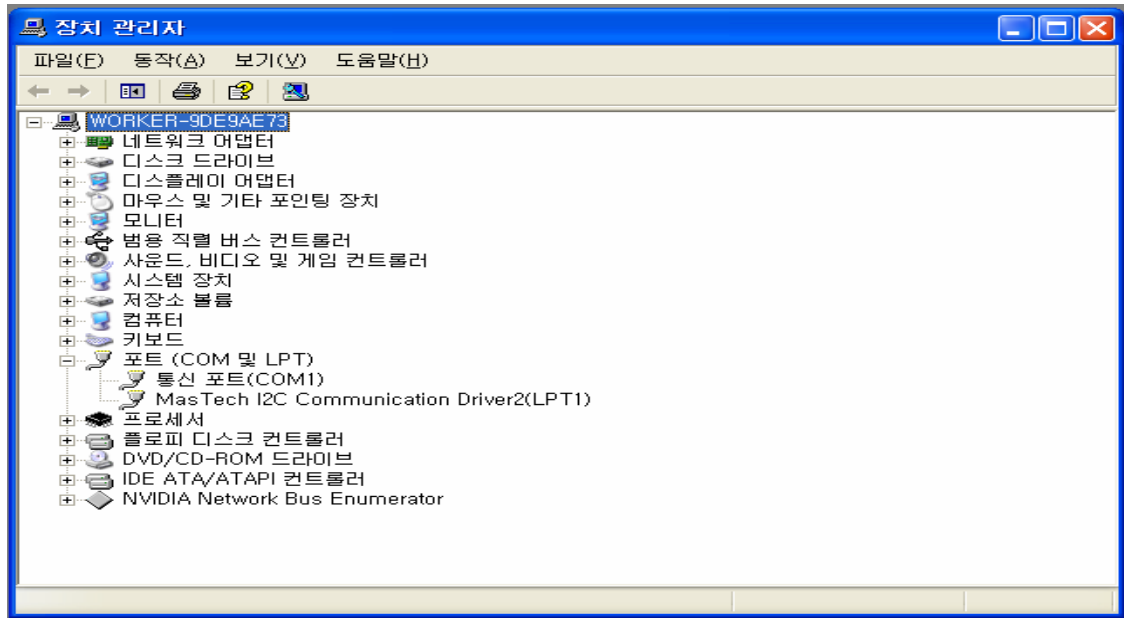 장치 관리자
파일(F) 동작(A) 보기(V) 도움말(H)
WORKER-9DE9AE73
네트워크 어댑터
디스크 드라이브
디스플레이 어댑터
마우스 및 기타 포인팅 장치
모니터
범용 직렬 버스 컨트롤러
사운드, 비디오 및 게임 컨트롤러
시스템 장치
저장소 볼륨
컴퓨터
키보드
포트 (COM 및 LPT)
통신 포트(COM1)
MasTech I2C Communication Driver2(LPT1)
프로세서
플로피 디스크 컨트롤러
DVD/CD-ROM 드라이브
IDE ATA/ATAPI 컨트롤러
NVIDIA Network Bus Enumerator